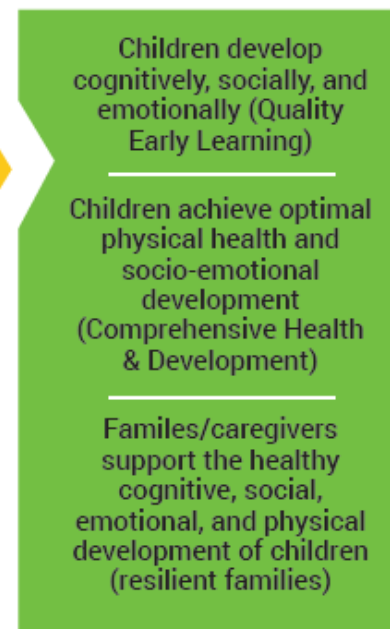 Children develop
cognitively, socially, and
emotionally (Quality
Early Learning)
Children achieve optimal
physical health and
socio-emotional
development
(Comprehensive Health
& Development)
Familes/caregivers
support the healthy
cognitive, social,
emotional, and physical
development of children
(resilient families)